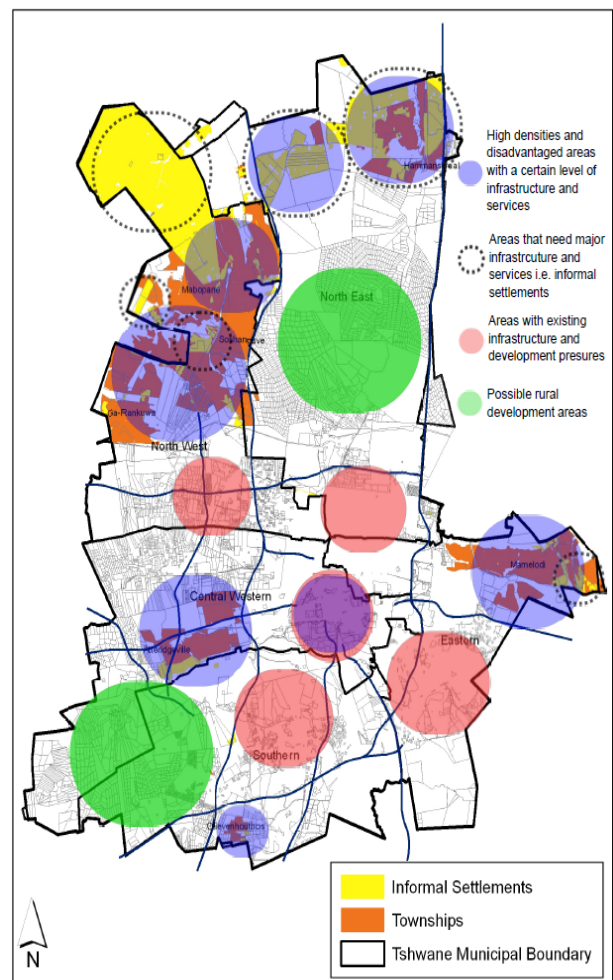 High densities and
disadvantaged areas
with a certain level of
infrastructure and
services
Hammanskraal
Areas that need major
infrastrcuture and
services i.e. informal
settlements
Mabopane
North East
Areas with existing
infrastructure and
development presures
Soshanguve
Possible rural
development areas
Ga-Rankuwa
North West
Mamelodi
Central Western
Atteridgeville
Eastern
Southern
Olievenhoutbos
Informal Settlements
Townships
Tshwane Municipal Boundary
N